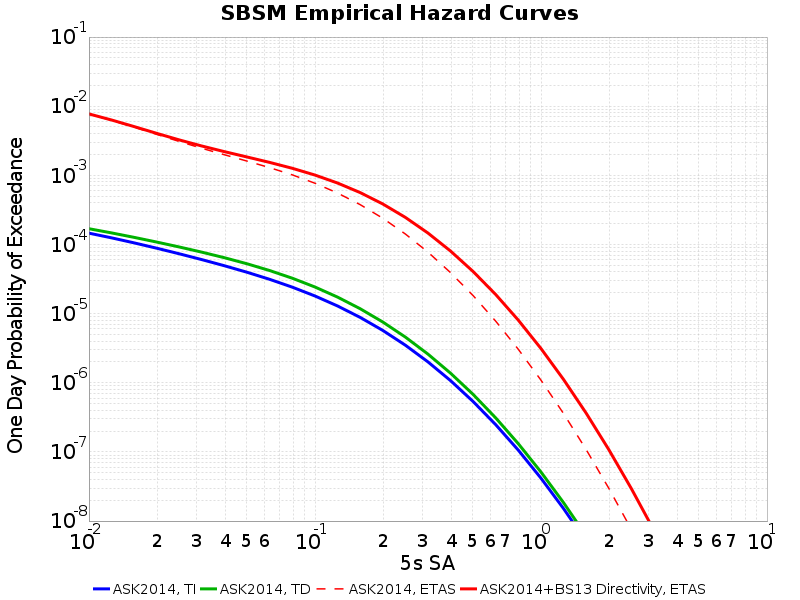 SBSM Empirical Hazard Curves
One Day Probability of Exceedance
10-1
10-2
10-3
10-4
10-5
10-6
10-7
10-8
10-2 2 3 4 5 6 10-1 2 3 4 5 6 7 100 2 3 4 5 6 7 101
5s SA
ASK2014, TI ASK2014, TD ASK2014, ETAS ASK2014+BS13 Directivity, ETAS